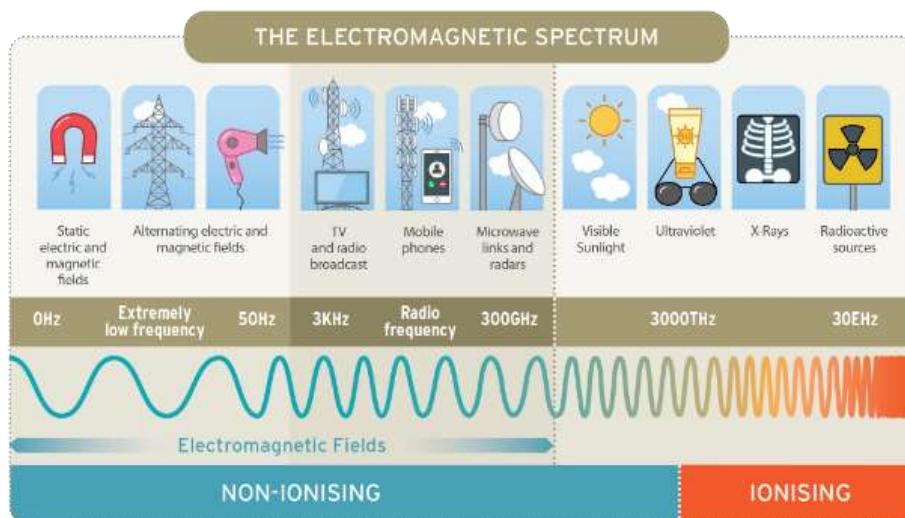 THE ELECTROMAGNETIC SPECTRUM
Static
electric and
magnetic
fields
Alternating electric and
magnetic fields
TV
and radio
broadcast
Mobile
phones
Microwave
links and
radars
Visible
Sunlight
Ultraviolet
X-Rays
Radioactive
sources
0Hz
Extremely
low frequency
50Hz
3KHz
Radio
frequency
300GHz
3000THz
30EHz
Electromagnetic Fields
NON-IONISING
IONISING